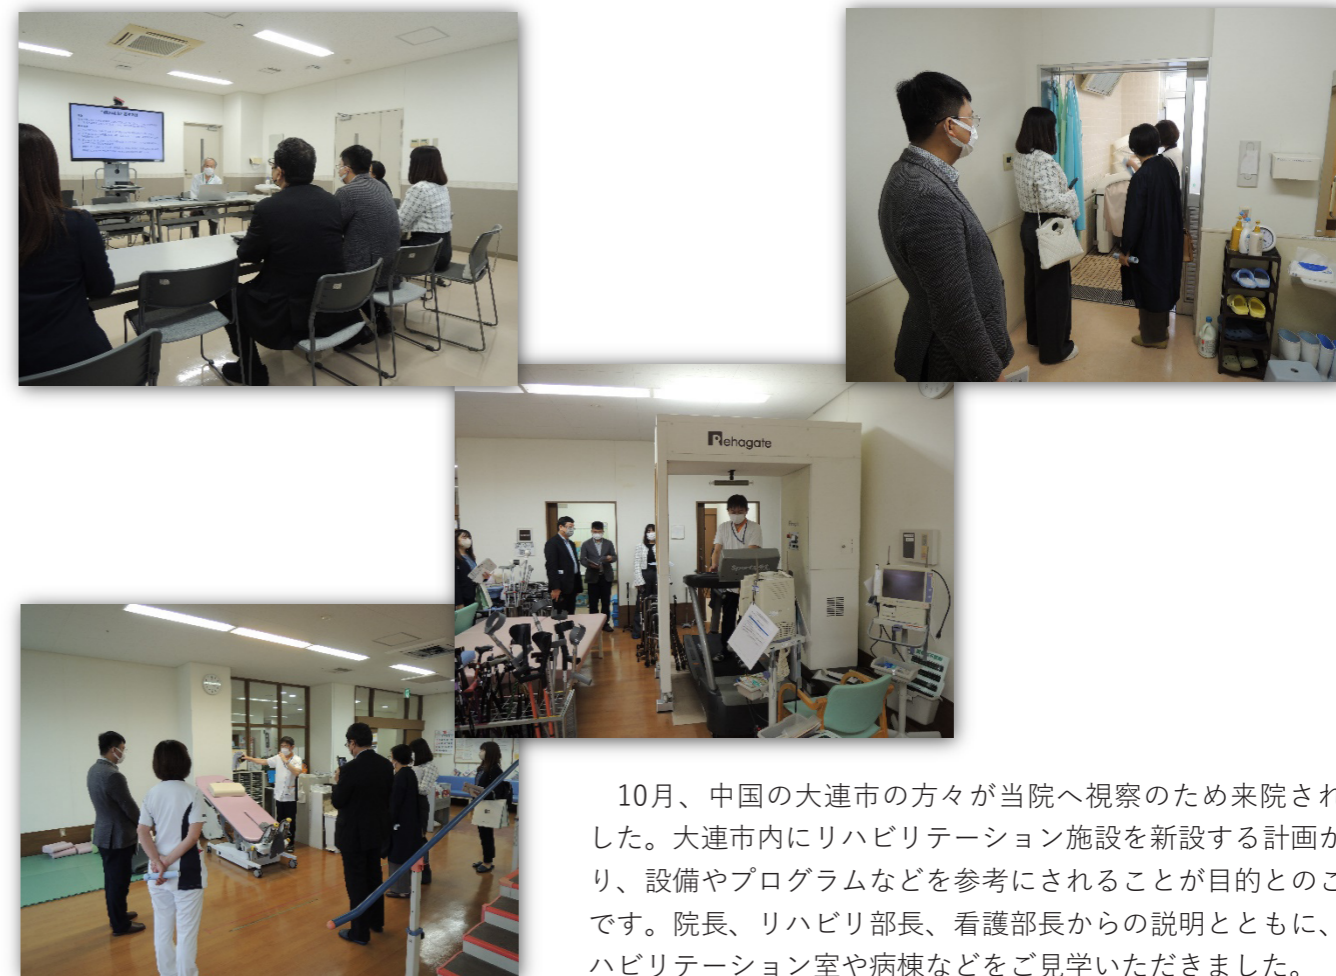 Rehagate
10月、中国の大連市の方々が当院へ視察のため来院され
した。大連市内にリハビリテーション施設を新設する計画が
り、設備やプログラムなどを参考にされることが目的とのこ
です。院長、リハビリ部長、看護部長からの説明とともに、
ハビリテーション室や病棟などをご見学いただきました。